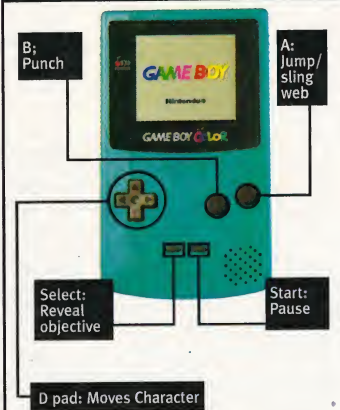 B;
Punch
A:
Jump/
sling
web
GAME BOY
Nintendo®
GAME BOY COLOR
Select:
Reveal
objective
Start:
Pause
D pad: Moves Character